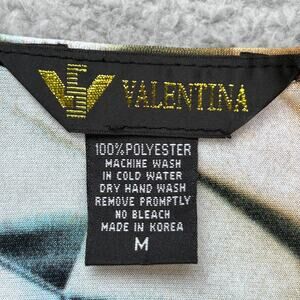 VALENTINA
100% POLYESTER
MACHINE WASH
IN COLD WATER
DRY HAND WASH
REMOVE PROMPTLY
NO BLEACH
MADE IN KOREA
M